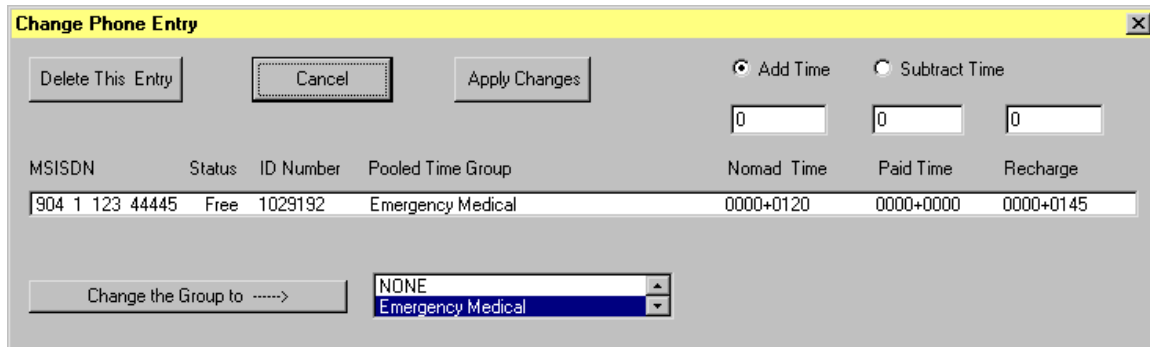 Change Phone Entry
Delete This Entry Cancel Apply Changes Add Time Subtract Time
0 0 0
MSISDN Status ID Number Pooled Time Group Nomad Time Paid Time Recharge
904 1 123 44445 Free 1029192 Emergency Medical 0000+0120 0000+0000 0000+0145
Change the Group to ------> NONE
Emergency Medical